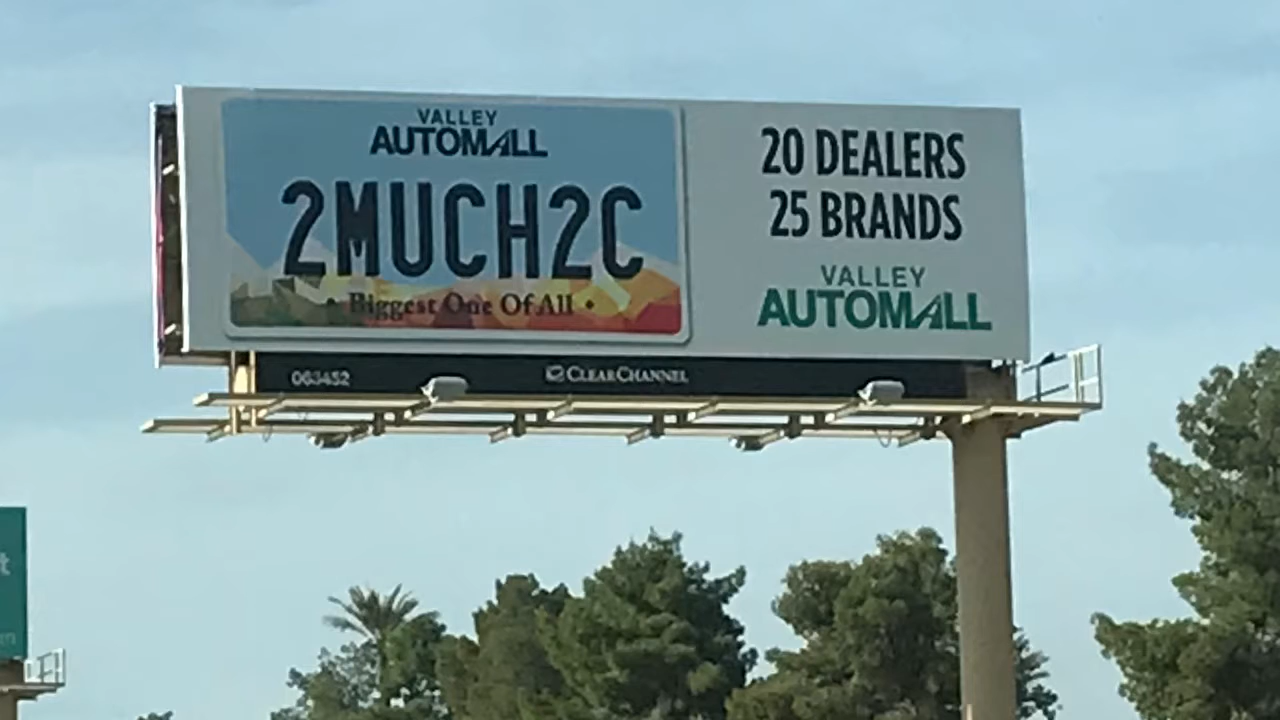 VALLEY
AUTOMALL
2MUCH2C
• Biggest One Of All •
20 DEALERS
25 BRANDS
VALLEY
AUTOMALL
063452
CLEARCHANNEL